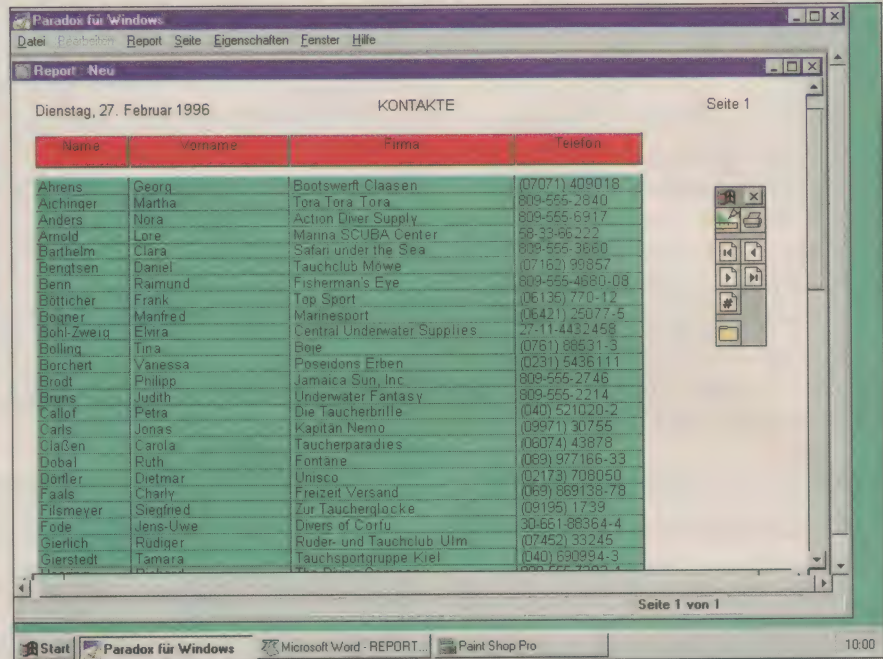 Paradox für Windows
Datei Bearbeiten Report Seite Eigenschaften Fenster Hilfe
Report : Neu
Dienstag, 27. Februar 1996 KONTAKTE Seite 1
Name Vorname Firma Telefon
Ahrens Georg Bootswerft Claasen (07071) 409018
Aichinger Martha Tora Tora Tora 809-555-2840
Anders Nora Action Diver Supply 809-555-6917
Arnold Lore Marina SCUBA Center 58-33-66222
Barthelm Clara Safari under the Sea 809-555-3660
Bengtsen Daniel Tauchclub Möwe (07162) 99857
Benn Raimund Fisherman's Eye 809-555-4680-08
Bötticher Frank Top Sport (06136) 770-12
Bogner Manfred Marinesport (06421) 25077-5
Bohl-Zweig Elvira Central Underwater Supplies 27-11-4432458
Bolling Tina Boje (0761) 88531-3
Borchert Vanessa Poseidons Erben (0231) 5436111
Brodt Philipp Jamaica Sun, Inc 809-555-2746
Bruns Judith Underwater Fantasy 809-555-2214
Callof Petra Die Taucherbrille (040) 521020-2
Carls Jonas Kapitän Nemo (09971) 30755
Claßen Carola Taucherparadies (06074) 43878
Dobal Ruth Fontäne (089) 977166-33
Dörfler Dietmar Unisco (02173) 708050
Faals Charly Freizeit Versand (069) 869138-78
Filsmeyer Siegfried Zur Taucherglocke (09195) 1739
Fode Jens-Uwe Divers of Corfu 30-661-88364-4
Gierlich Rüdiger Ruder- und Tauchclub Ulm (07452) 33245
Gierstedt Tamara Tauchsportgruppe Kiel (040) 690994-3
Seite 1 von 1
Start Paradox für Windows Microsoft Word - REPORT... Paint Shop Pro 10:00